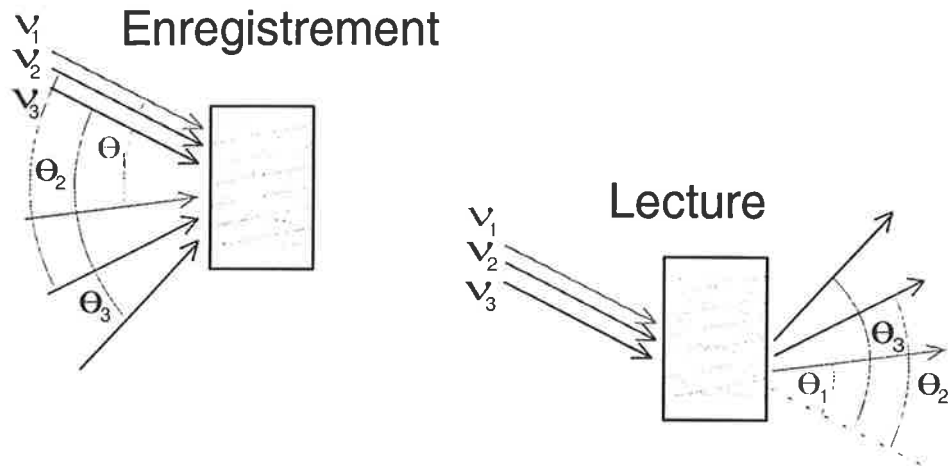 Enregistrement
ν₁
ν₂
ν₃
Θ₁
Θ₂
Θ₃
Lecture
ν₁
ν₂
ν₃
Θ₃
Θ₁
Θ₂